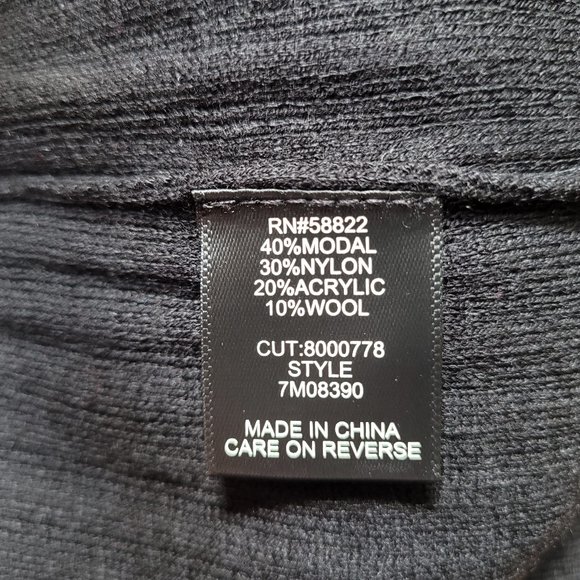 RN#58822
40%MODAL
30%NYLON
20%ACRYLIC
10%WOOL
CUT:8000778
STYLE
7M08390
MADE IN CHINA
CARE ON REVERSE